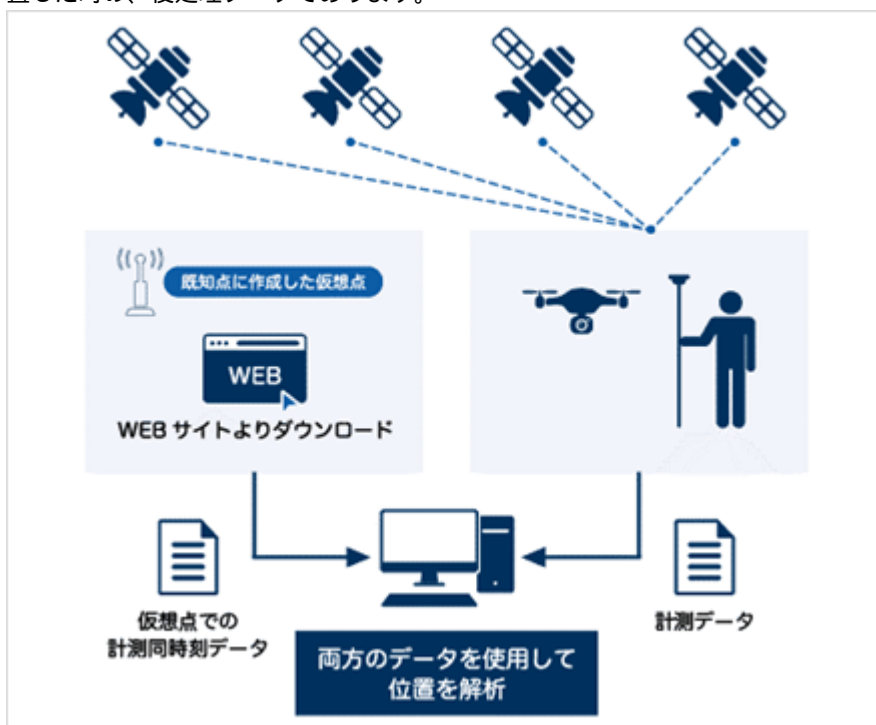 既知点に作成した仮想点
WEB
WEB サイトよりダウンロード
仮想点での
計測同時刻データ
計測データ
両方のデータを使用して
位置を解析